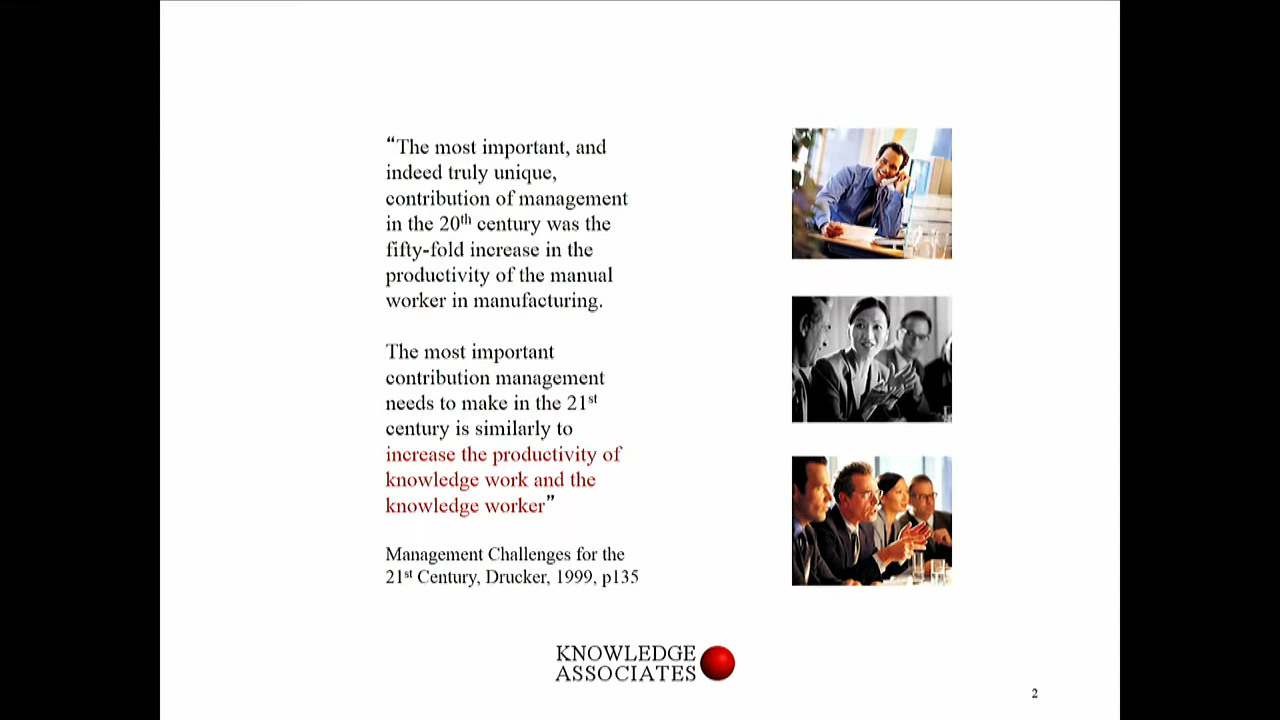 “The most important, and
indeed truly unique,
contribution of management
in the 20th century was the
fifty-fold increase in the
productivity of the manual
worker in manufacturing.
The most important
contribution management
needs to make in the 21st
century is similarly to
increase the productivity of
knowledge work and the
knowledge worker”
Management Challenges for the
21st Century, Drucker, 1999, p135
KNOWLEDGE
ASSOCIATES
2